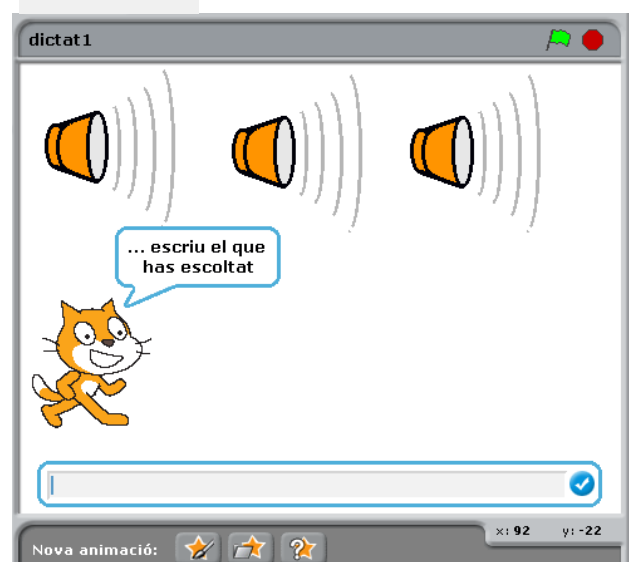 dictat1
... escriu el que
has escoltat
x: 92 y: -22
Nova animació: